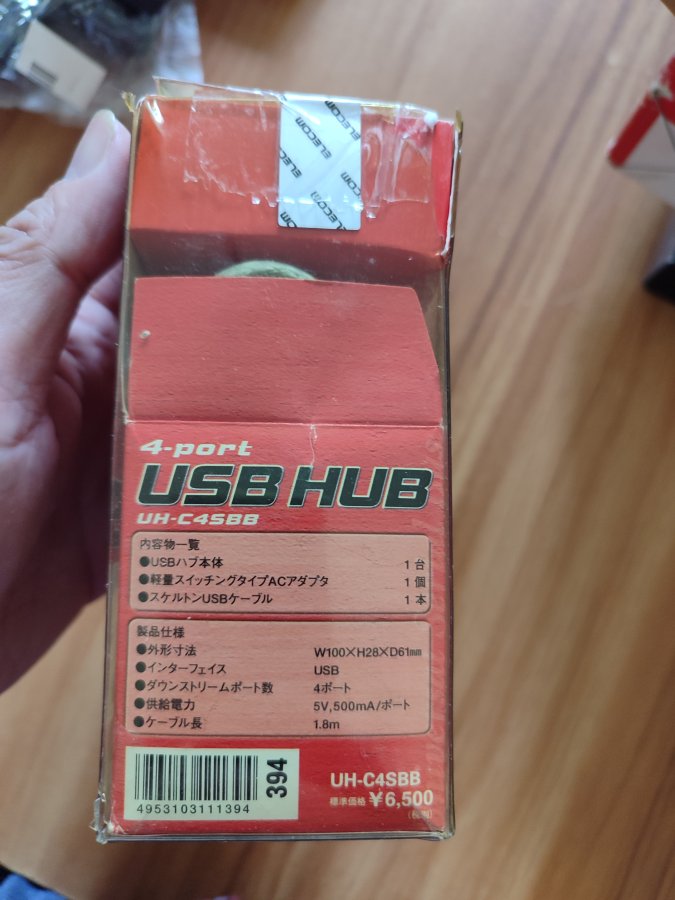 ELECOM ELECOM
ELECOM
ELECOM
ELECOM
4-port
USB HUB
UH-C4SBB
内容物一覧
●USBハブ本体 1台
●軽量スイッチングタイプACアダプタ 1個
●スケルトンUSBケーブル 1本
製品仕様
●外形寸法 W100×H28×D61mm
●インターフェイス USB
●ダウンストリームポート数 4ポート
●供給電力 5V,500mA/ポート
●ケーブル長 1.8m
394
4953103111394
UH-C4SBB
標準価格 ¥6,500
(税別)